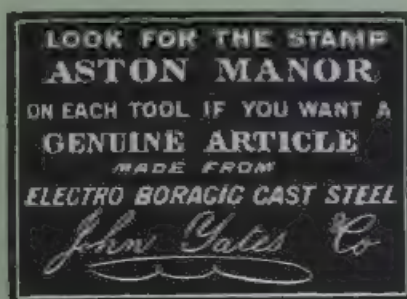 LOOK FOR THE STAMP
ASTON MANOR
ON EACH TOOL IF YOU WANT A
GENUINE ARTICLE
MADE FROM
ELECTRO BORACIC CAST STEEL
John Yates & Co